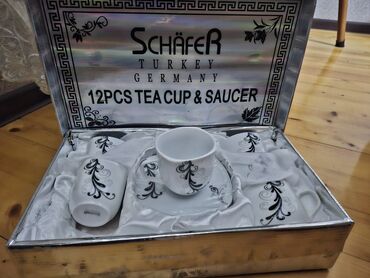 SCHÄFER
TURKEY
GERMANY
12PCS TEA CUP & SAUCER